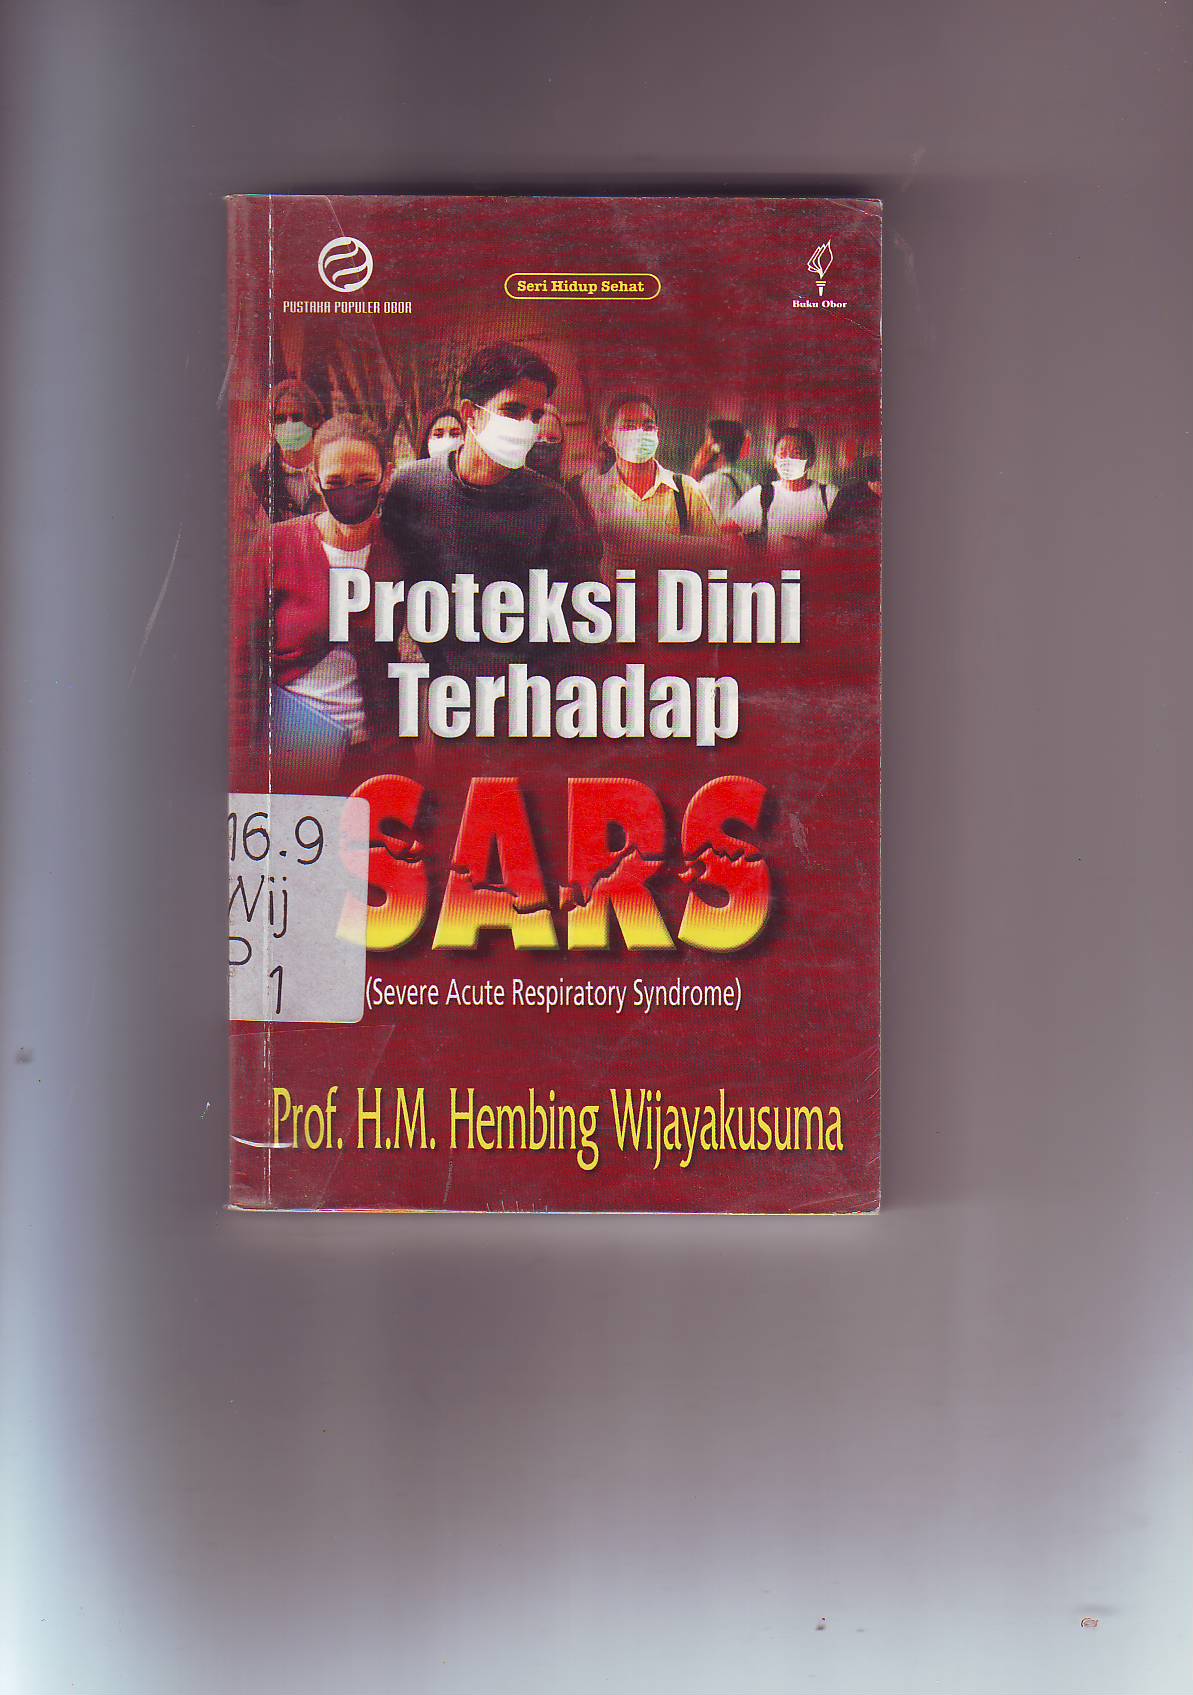 PUSTAKA POPULER OBOR
Seri Hidup Sehat
Buku Obor
Proteksi Dini
Terhadap
SARS
(Severe Acute Respiratory Syndrome)
16.9
Wij
P
1
Prof. H.M. Hembing Wijayakusuma